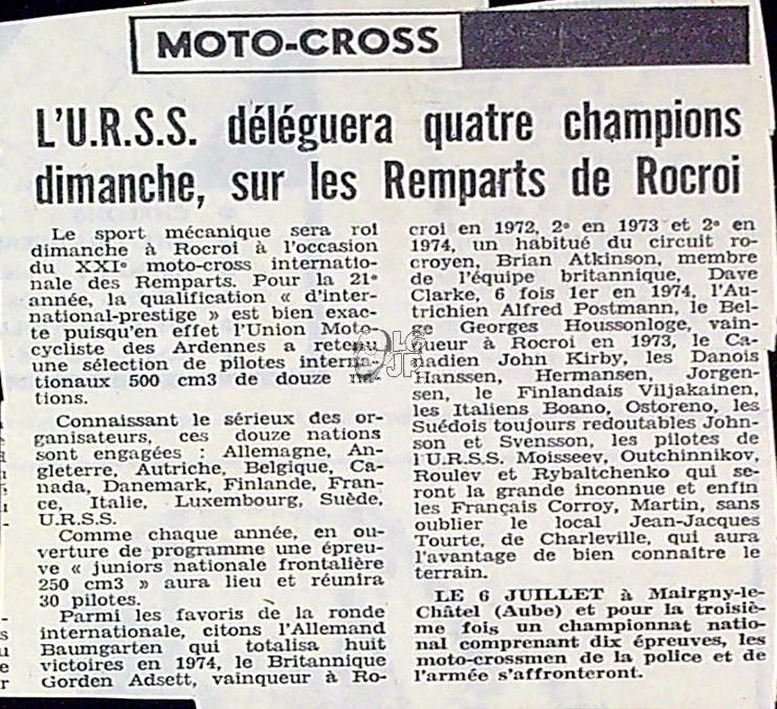 MOTO-CROSS
L'U.R.S.S. déléguera quatre champions
dimanche, sur les Remparts de Rocroi
Le sport mécanique sera roi
dimanche à Rocroi à l'occasion
du XXIe moto-cross internatio-
nale des Remparts. Pour la 21e
année, la qualification « d'inter-
national-prestige » est bien exac-
te puisqu'en effet l'Union Moto-
cycliste des Ardennes a retenu
une sélection de pilotes interna-
tionaux 500 cm3 de douze na-
tions.
Connaissant le sérieux des or-
ganisateurs, ces douze nations
sont engagées : Allemagne, An-
gleterre, Autriche, Belgique, Ca-
nada, Danemark, Finlande, Fran-
ce, Italie, Luxembourg, Suède,
U.R.S.S.
Comme chaque année, en ou-
verture de programme une épreu-
ve « juniors nationale frontalière
250 cm3 » aura lieu et réunira
30 pilotes.
Parmi les favoris de la ronde
internationale, citons l'Allemand
Baumgarten qui totalisa huit
victoires en 1974, le Britannique
Gorden Adsett, vainqueur à Ro-
croi en 1972, 2e en 1973 et 2e en
1974, un habitué du circuit ro-
croyen, Brian Atkinson, membre
de l'équipe britannique, Dave
Clarke, 6 fois 1er en 1974, l'Au-
trichien Alfred Postmann, le Bel-
ge Georges Houssonloge, vain-
queur à Rocroi en 1973, le Ca-
nadien John Kirby, les Danois
Hanssen, Hermansen, Jorgen-
sen, le Finlandais Viljakainen,
les Italiens Boano, Ostoreno, les
Suédois toujours redoutables John-
son et Svensson, les pilotes de
l'U.R.S.S. Moisseev, Outchinnikov,
Roulev et Rybaltchenko qui se-
ront la grande inconnue et enfin
les Français Corroy, Martin, sans
oublier le local Jean-Jacques
Tourte, de Charleville, qui aura
l'avantage de bien connaitre le
terrain.
LE 6 JUILLET à Mairgny-le-
Châtel (Aube) et pour la troisiè-
me fois un championnat natio-
nal comprenant dix épreuves, les
moto-crossmen de la police et de
l'armée s'affronteront.